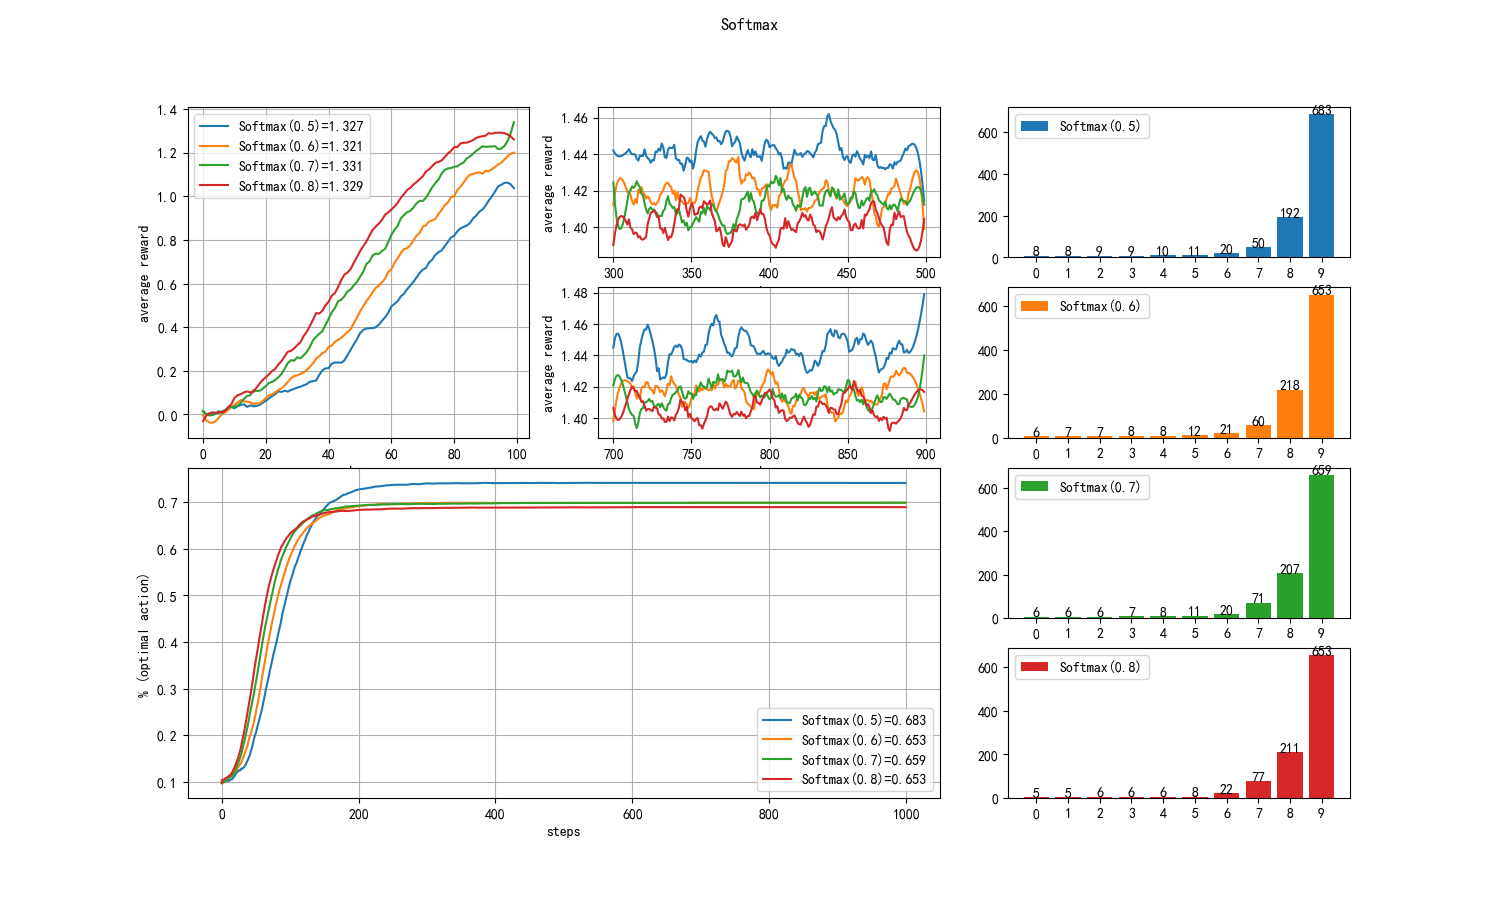 Softmax
average reward
1.4
1.2
1.0
0.8
0.6
0.4
0.2
0.0
Softmax(0.5)=1.327
Softmax(0.6)=1.321
Softmax(0.7)=1.331
Softmax(0.8)=1.329
0 20 40 60 80 100
average reward
1.46
1.44
1.42
1.40
300 350 400 450 500
average reward
1.48
1.46
1.44
1.42
1.40
700 750 800 850 900
% (optimal action)
0.7
0.6
0.5
0.4
0.3
0.2
0.1
Softmax(0.5)=0.683
Softmax(0.6)=0.653
Softmax(0.7)=0.659
Softmax(0.8)=0.653
0 200 400 600 800 1000
steps
Softmax(0.5)
600
400
200
0
8 8 9 9 10 11 20 50 192 683
0 1 2 3 4 5 6 7 8 9
Softmax(0.6)
600
400
200
0
6 7 7 8 8 12 21 60 218 653
0 1 2 3 4 5 6 7 8 9
Softmax(0.7)
600
400
200
0
6 6 6 7 8 11 20 71 207 659
0 1 2 3 4 5 6 7 8 9
Softmax(0.8)
600
400
200
0
5 5 6 6 6 8 22 77 211 653
0 1 2 3 4 5 6 7 8 9